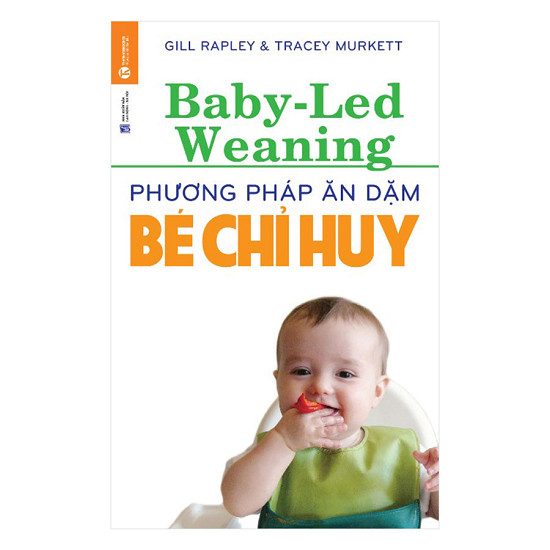 GILL RAPLEY & TRACEY MURKETT
Baby-Led
Weaning
PHƯƠNG PHÁP ĂN DẶM
BÉ CHỈ HUY